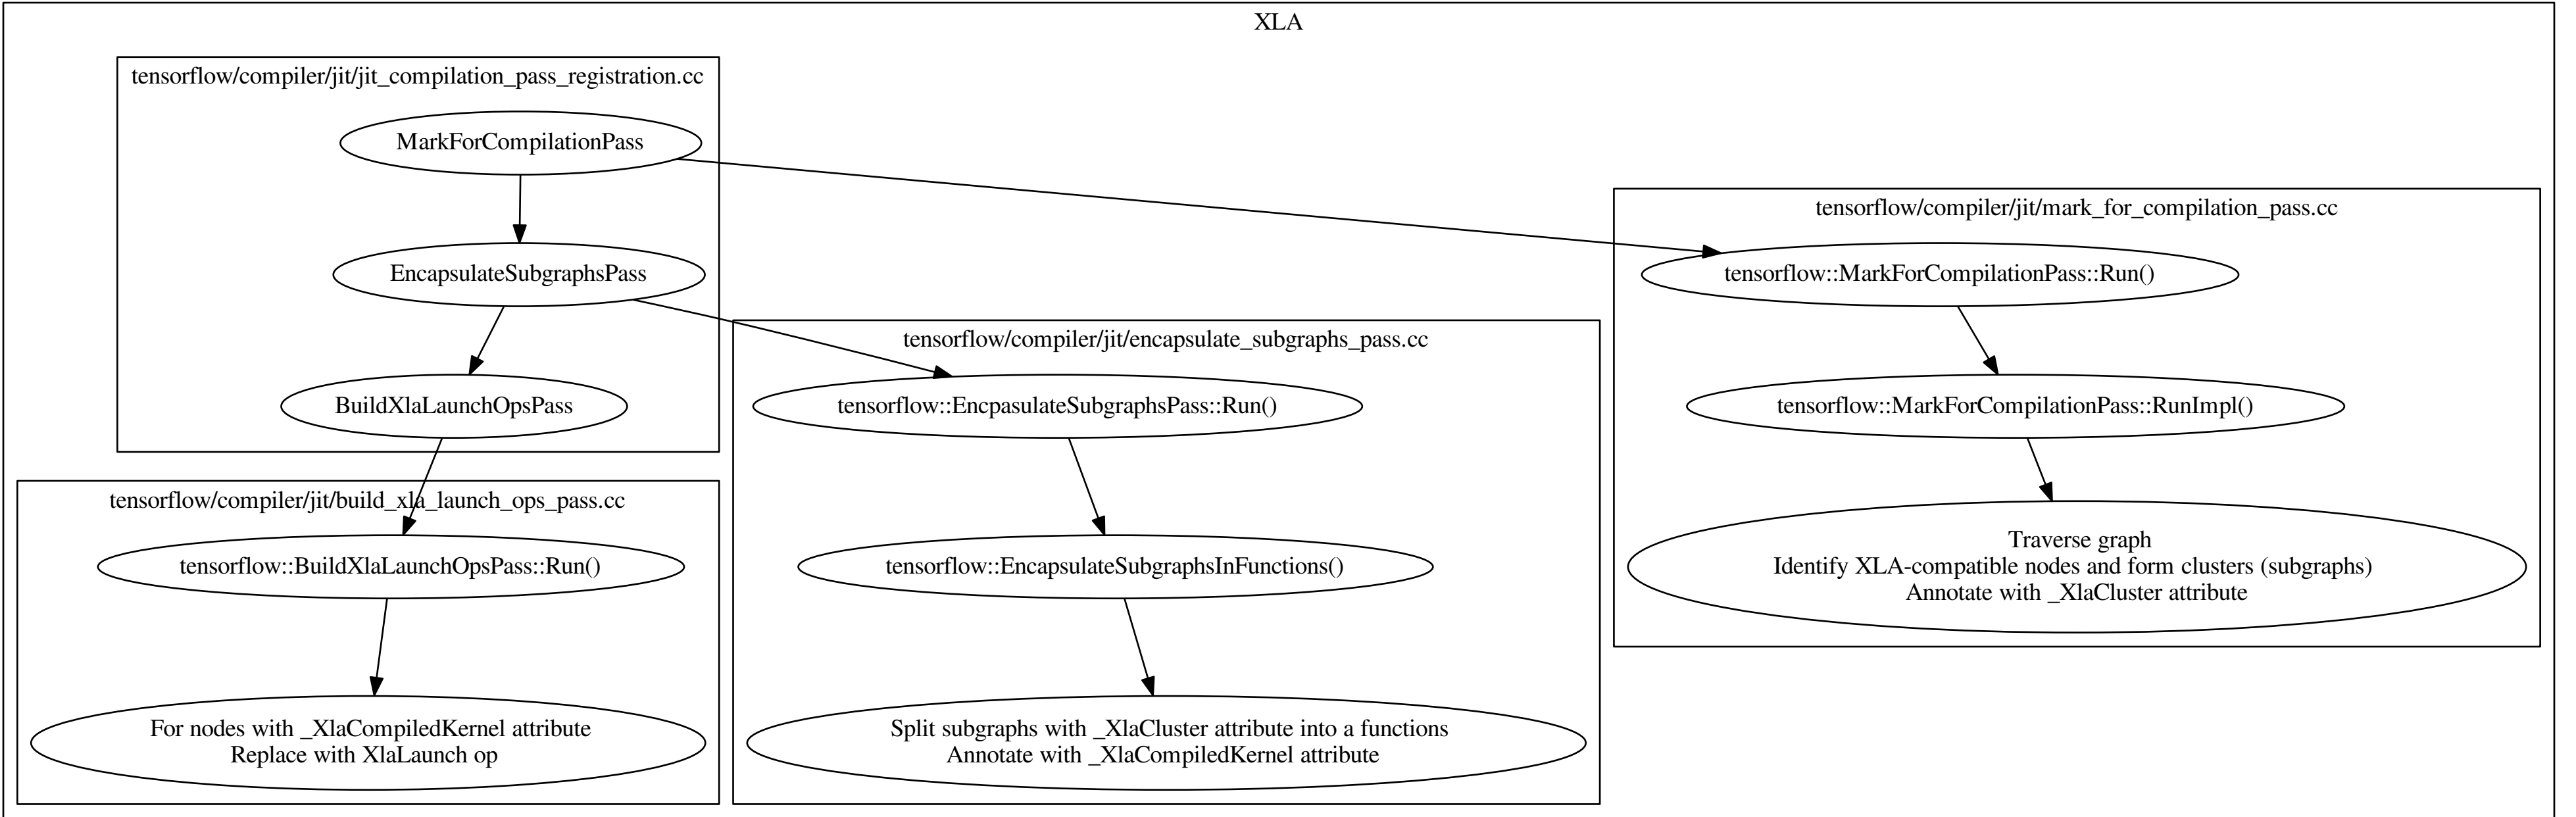 XLA
tensorflow/compiler/jit/jit_compilation_pass_registration.cc
MarkForCompilationPass
EncapsulateSubgraphsPass
BuildXlaLaunchOpsPass
tensorflow/compiler/jit/build_xla_launch_ops_pass.cc
tensorflow::BuildXlaLaunchOpsPass::Run()
For nodes with _XlaCompiledKernel attribute
Replace with XlaLaunch op
tensorflow/compiler/jit/encapsulate_subgraphs_pass.cc
tensorflow::EncpasulateSubgraphsPass::Run()
tensorflow::EncapsulateSubgraphsInFunctions()
Split subgraphs with _XlaCluster attribute into a functions
Annotate with _XlaCompiledKernel attribute
tensorflow/compiler/jit/mark_for_compilation_pass.cc
tensorflow::MarkForCompilationPass::Run()
tensorflow::MarkForCompilationPass::RunImpl()
Traverse graph
Identify XLA-compatible nodes and form clusters (subgraphs)
Annotate with _XlaCluster attribute